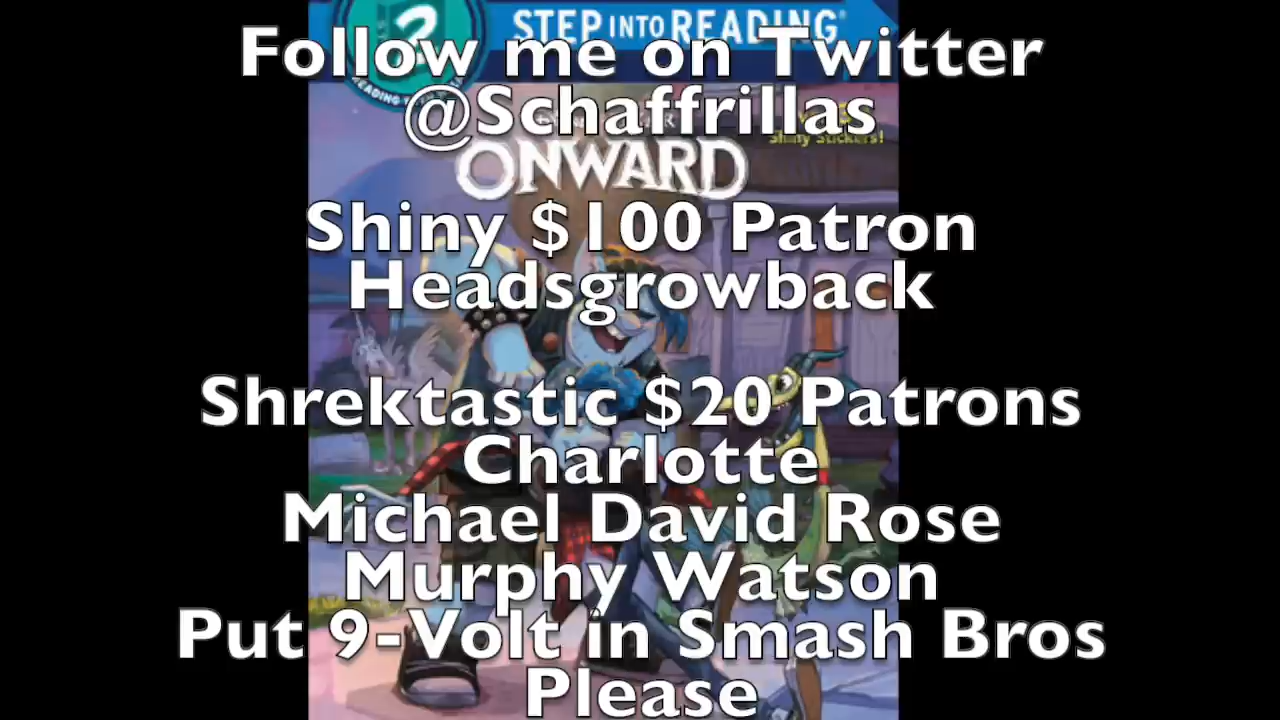 STEP INTO READING
2
Follow me on Twitter
@Schaffrillas
Shiny Stickers!
ONWARD
Shiny $100 Patron
Headsgrowback
Shrektastic $20 Patrons
Charlotte
Michael David Rose
Murphy Watson
Put 9-Volt in Smash Bros
Please